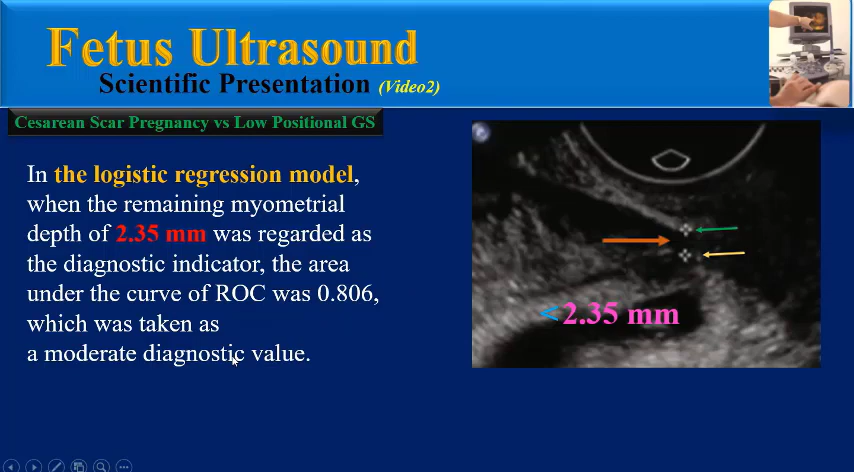 Fetus Ultrasound
Scientific Presentation (Video2)
Cesarean Scar Pregnancy vs Low Positional GS
In the logistic regression model,
when the remaining myometrial
depth of 2.35 mm was regarded as
the diagnostic indicator, the area
under the curve of ROC was 0.806,
which was taken as
a moderate diagnostic value.
<2.35 mm